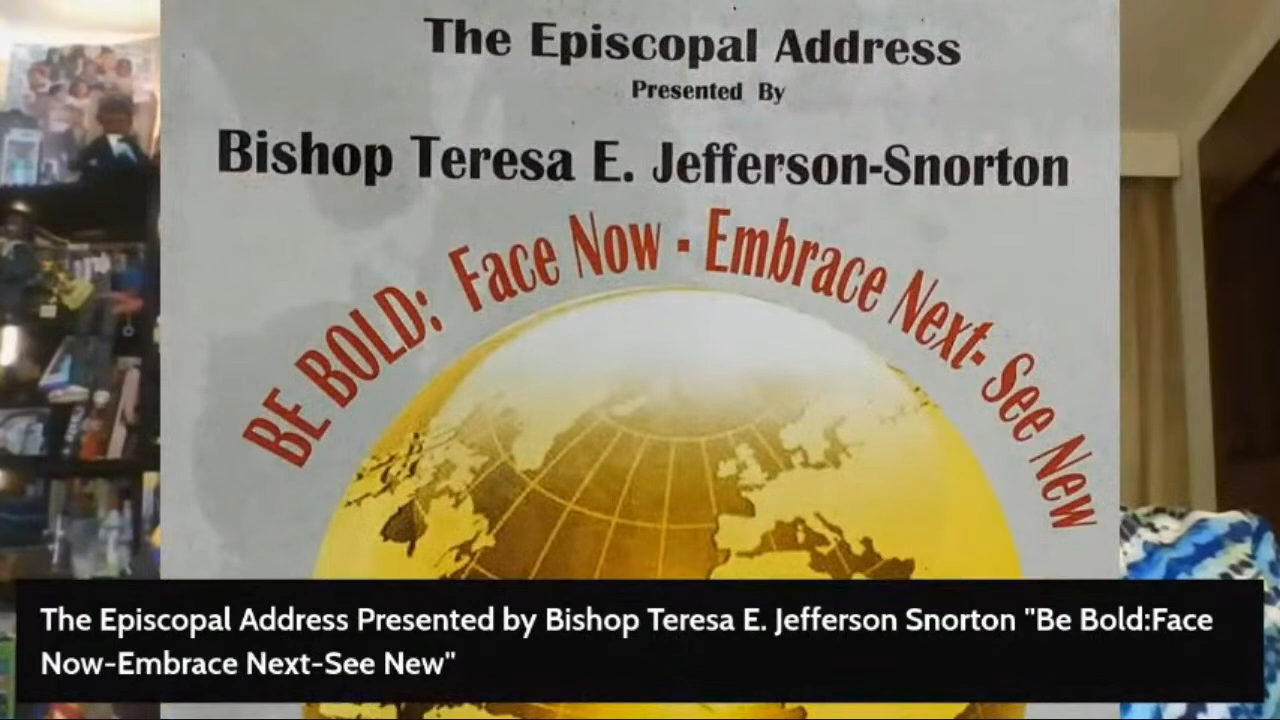 The Episcopal Address
Presented By
Bishop Teresa E. Jefferson-Snorton
BE BOLD: Face Now - Embrace Next- See New
The Episcopal Address Presented by Bishop Teresa E. Jefferson Snorton "Be Bold:Face
Now-Embrace Next-See New"